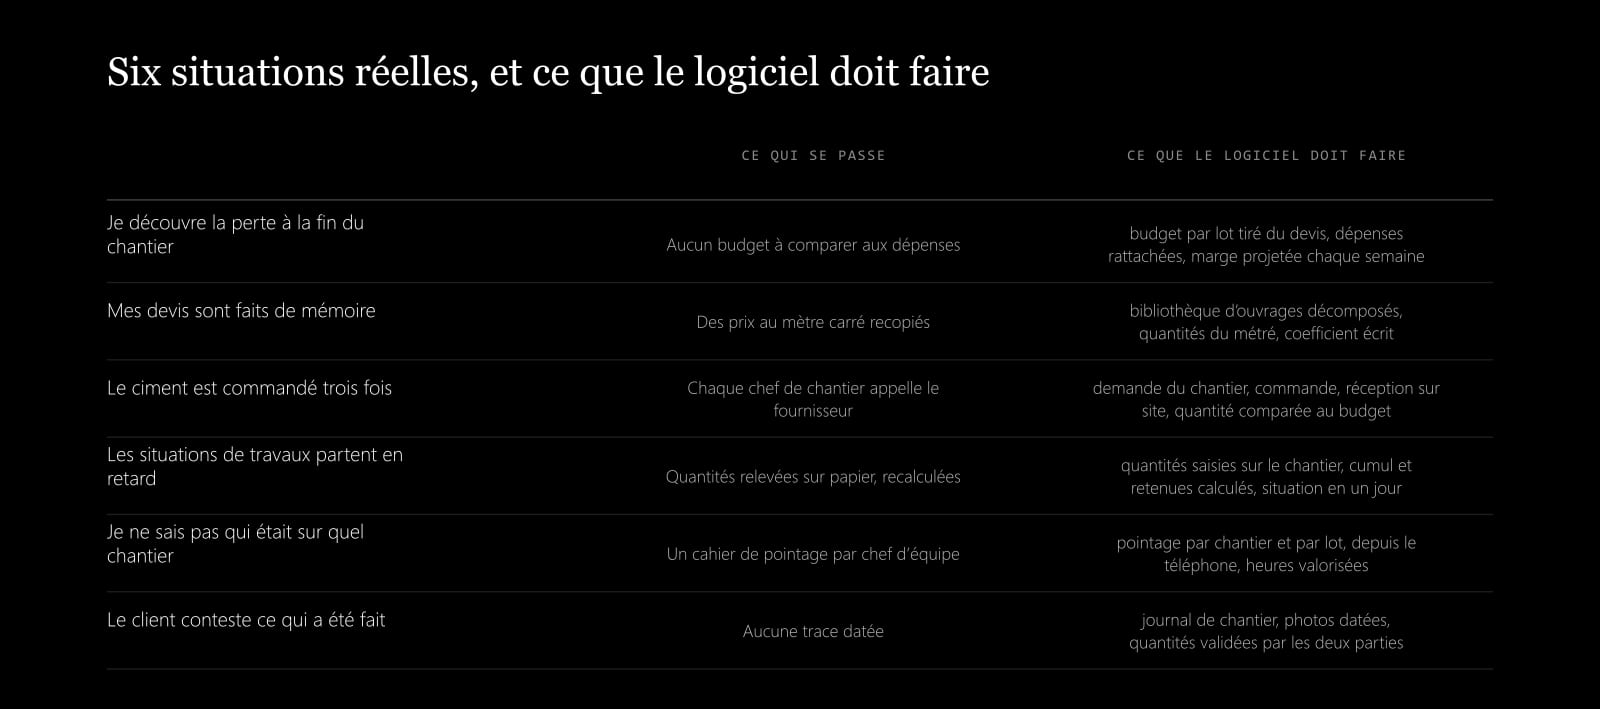 Six situations réelles, et ce que le logiciel doit faire
CE QUI SE PASSE
CE QUE LE LOGICIEL DOIT FAIRE
Je découvre la perte à la fin du
chantier
Aucun budget à comparer aux dépenses
budget par lot tiré du devis, dépenses
rattachées, marge projetée chaque semaine
Mes devis sont faits de mémoire
Des prix au mètre carré recopiés
bibliothèque d’ouvrages décomposés,
quantités du métré, coefficient écrit
Le ciment est commandé trois fois
Chaque chef de chantier appelle le
fournisseur
demande du chantier, commande, réception sur
site, quantité comparée au budget
Les situations de travaux partent en
retard
Quantités relevées sur papier, recalculées
quantités saisies sur le chantier, cumul et
retenues calculés, situation en un jour
Je ne sais pas qui était sur quel
chantier
Un cahier de pointage par chef d’équipe
pointage par chantier et par lot, depuis le
téléphone, heures valorisées
Le client conteste ce qui a été fait
Aucune trace datée
journal de chantier, photos datées,
quantités validées par les deux parties